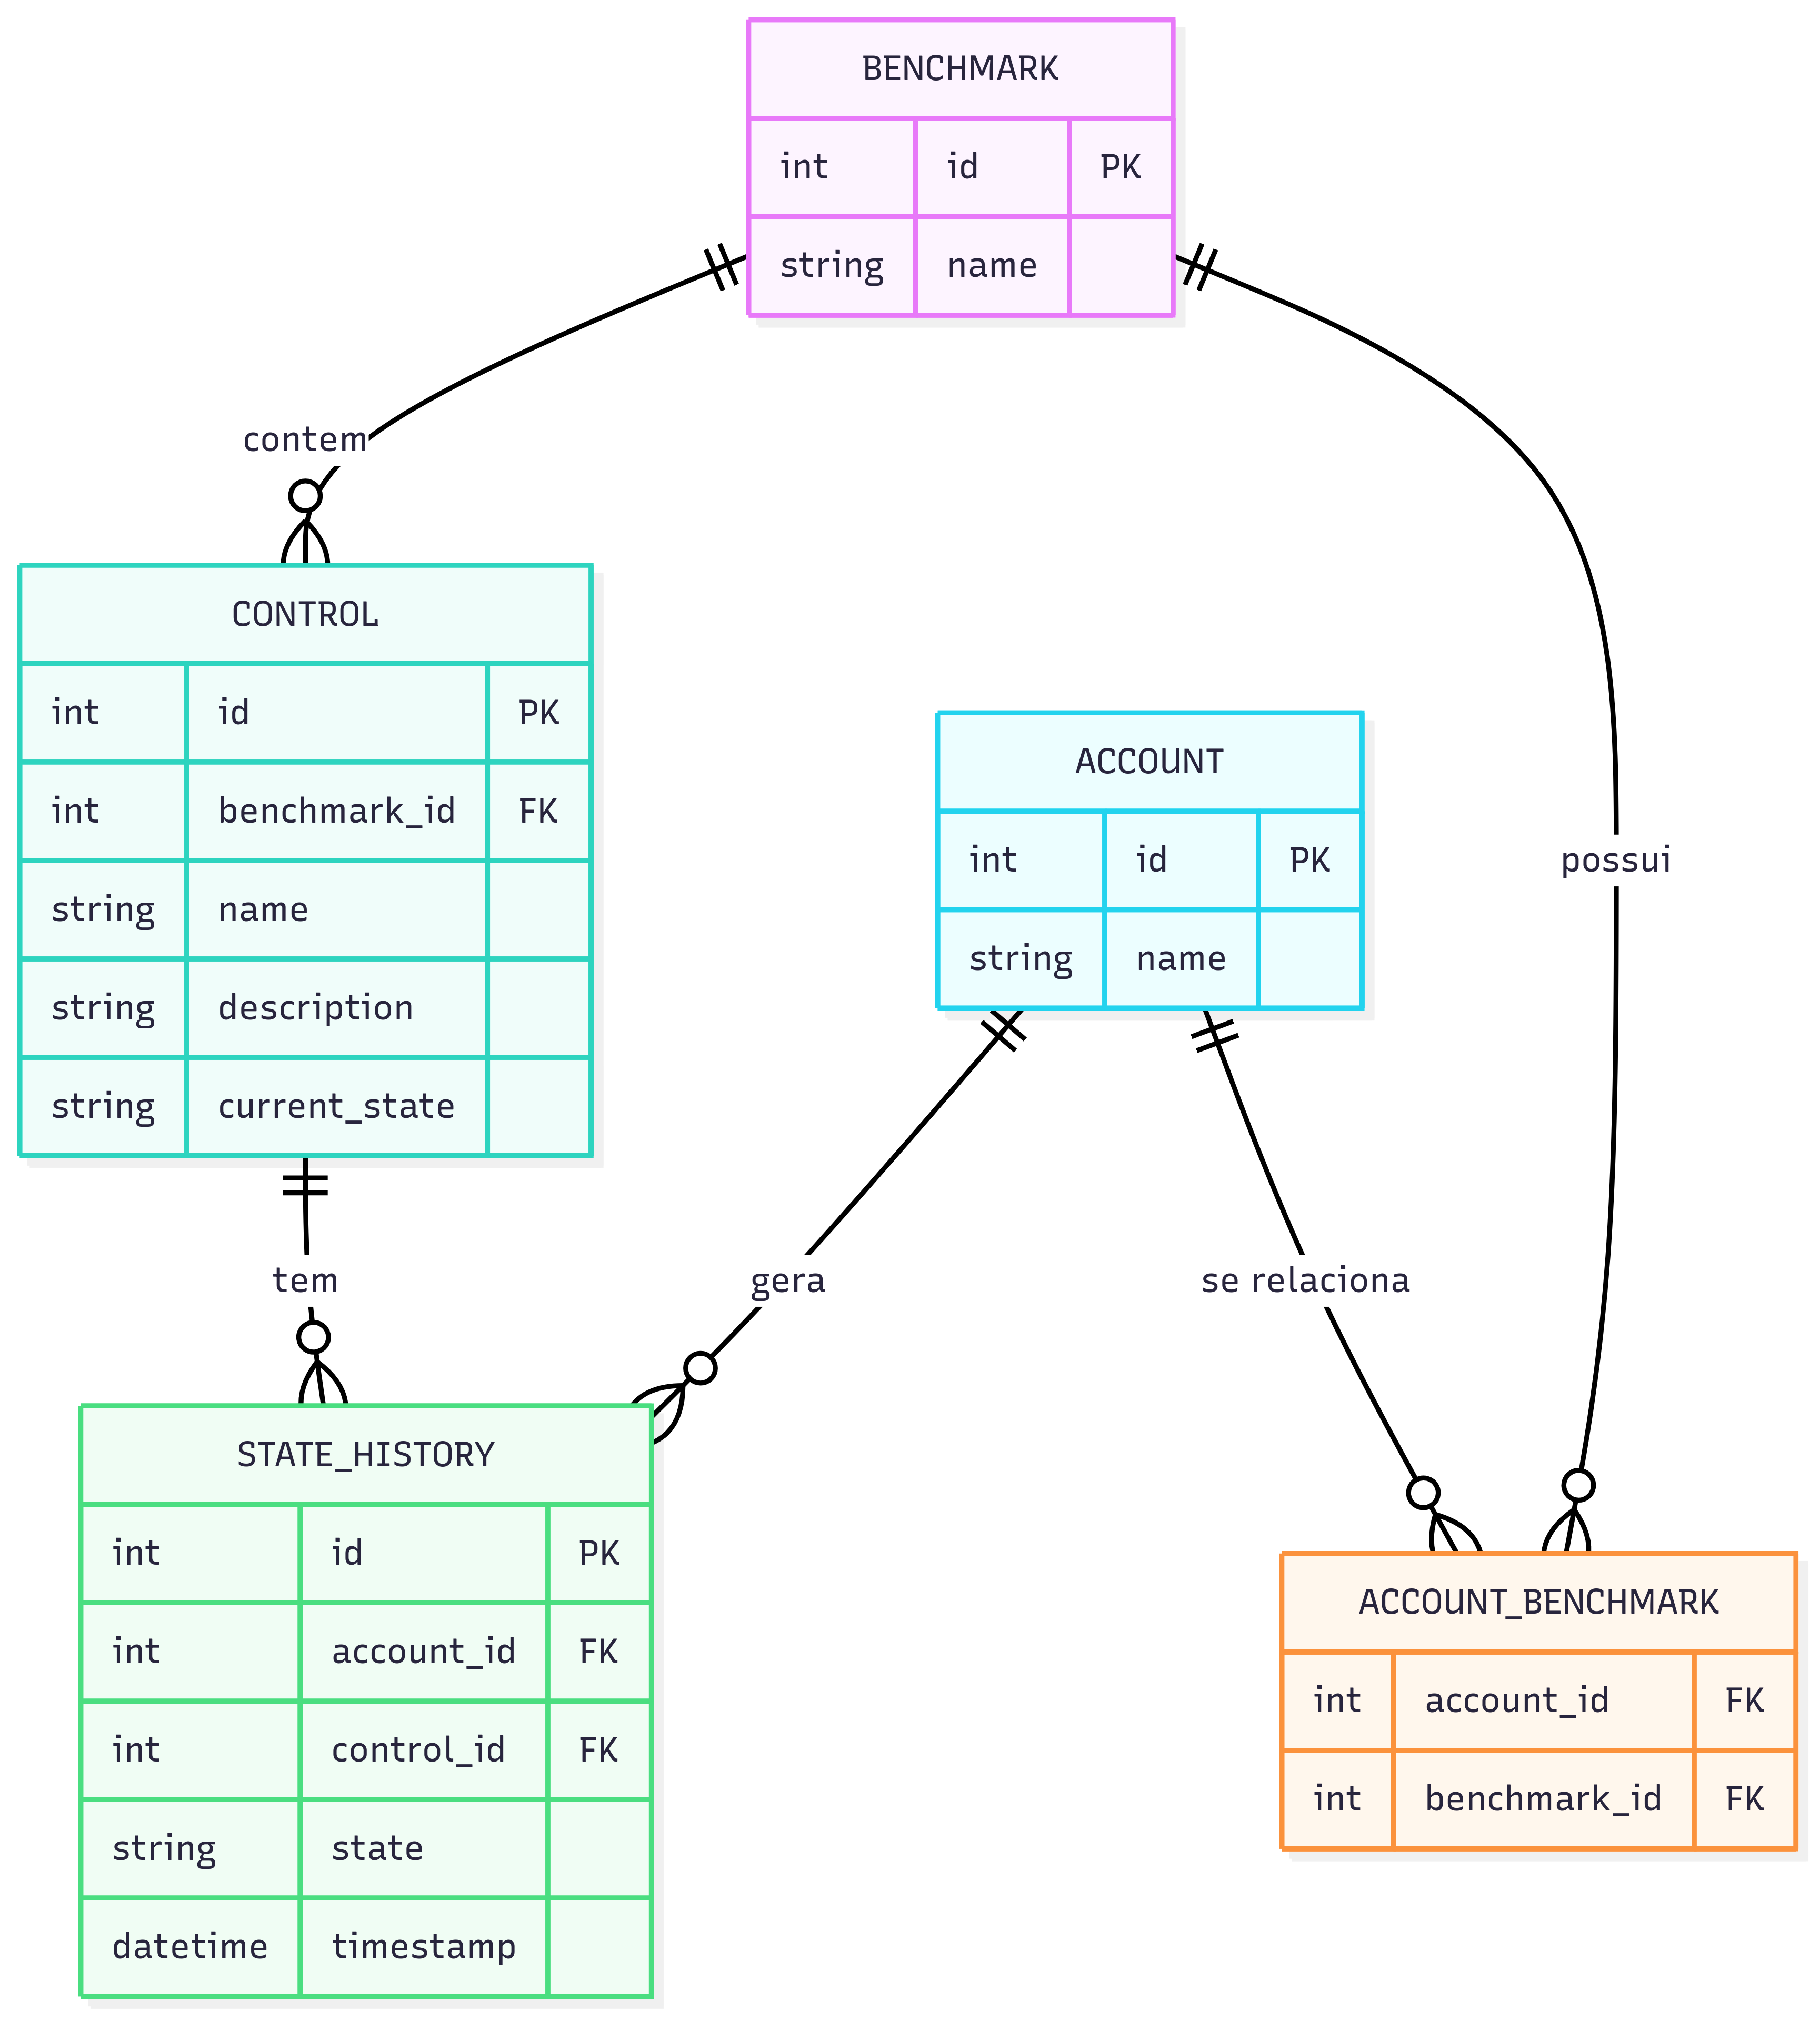 BENCHMARK
int id PK
string name
contem
CONTROL
int id PK
int benchmark_id FK
string name
string description
string current_state
ACCOUNT
int id PK
string name
possui
tem
gera
se relaciona
STATE_HISTORY
int id PK
int account_id FK
int control_id FK
string state
datetime timestamp
ACCOUNT_BENCHMARK
int account_id FK
int benchmark_id FK